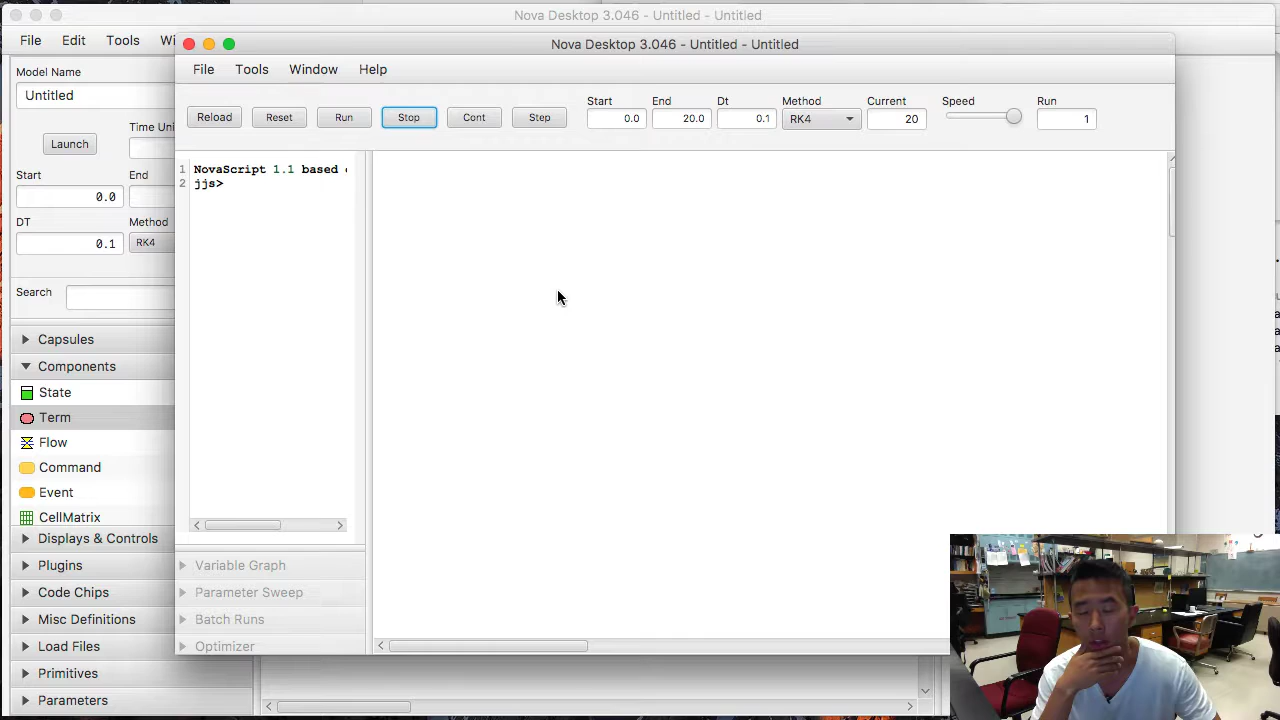 Nova Desktop 3.046 - Untitled - Untitled
File Edit Tools Wi
Model Name
Untitled
Time Uni
Launch
Start End
0.0
DT Method
0.1 RK4
Search
Capsules
Components
State
Term
Flow
Command
Event
CellMatrix
Displays & Controls
Plugins
Code Chips
Misc Definitions
Load Files
Primitives
Parameters
Nova Desktop 3.046 - Untitled - Untitled
File Tools Window Help
Reload Reset Run Stop Cont Step
Start End Dt Method Current Speed Run
0.0 20.0 0.1 RK4 20 1
1 NovaScript 1.1 based
2 jjs>
Variable Graph
Parameter Sweep
Batch Runs
Optimizer